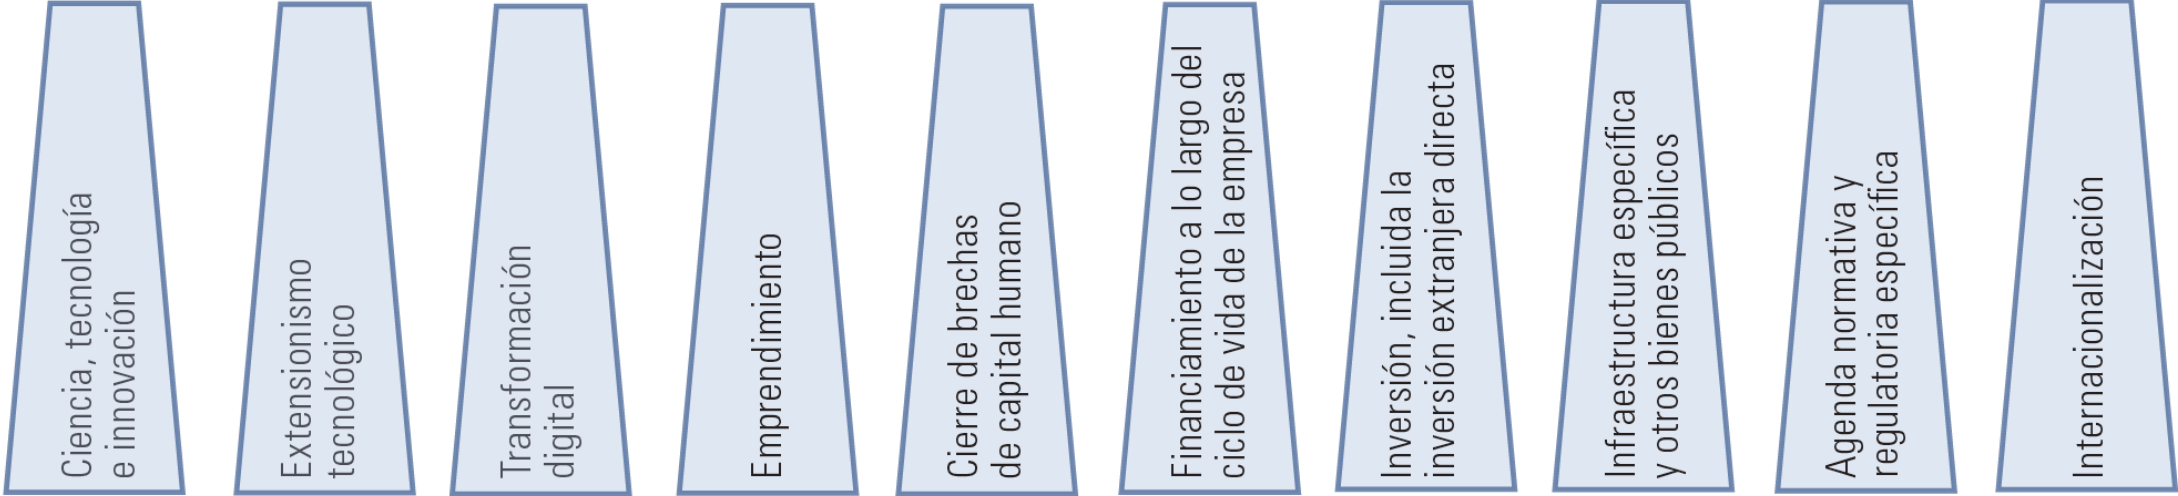 Ciencia, tecnología
e innovación
Extensionismo
tecnológico
Transformación
digital
Emprendimiento
Cierre de brechas
de capital humano
Financiamiento a lo largo del
ciclo de vida de la empresa
Inversión, incluida la
inversión extranjera directa
Infraestructura específica
y otros bienes públicos
Agenda normativa y
regulatoria específica
Internacionalización